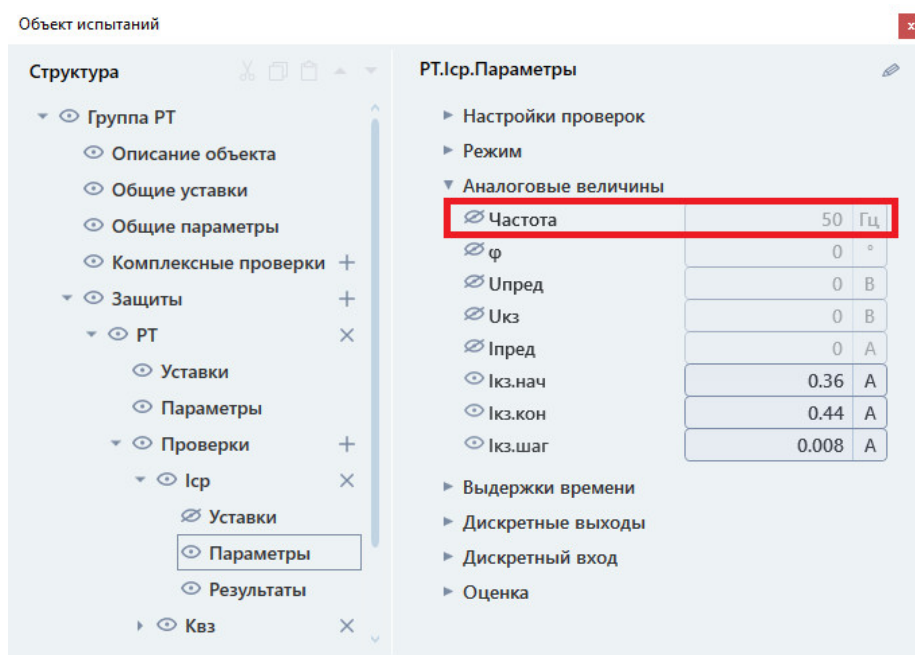 Объект испытаний
x
Структура
Группа РТ
Описание объекта
Общие уставки
Общие параметры
Комплексные проверки +
Защиты +
РТ
Уставки
Параметры
Проверки +
Iср
Уставки
Параметры
Результаты
Квз
РТ.Iср.Параметры
Настройки проверок
Режим
Аналоговые величины
Частота 50 Гц
φ 0 °
Uпред 0 В
Uкз 0 В
Iпред 0 А
Iкз.нач 0.36 А
Iкз.кон 0.44 А
Iкз.шаг 0.008 А
Выдержки времени
Дискретные выходы
Дискретный вход
Оценка